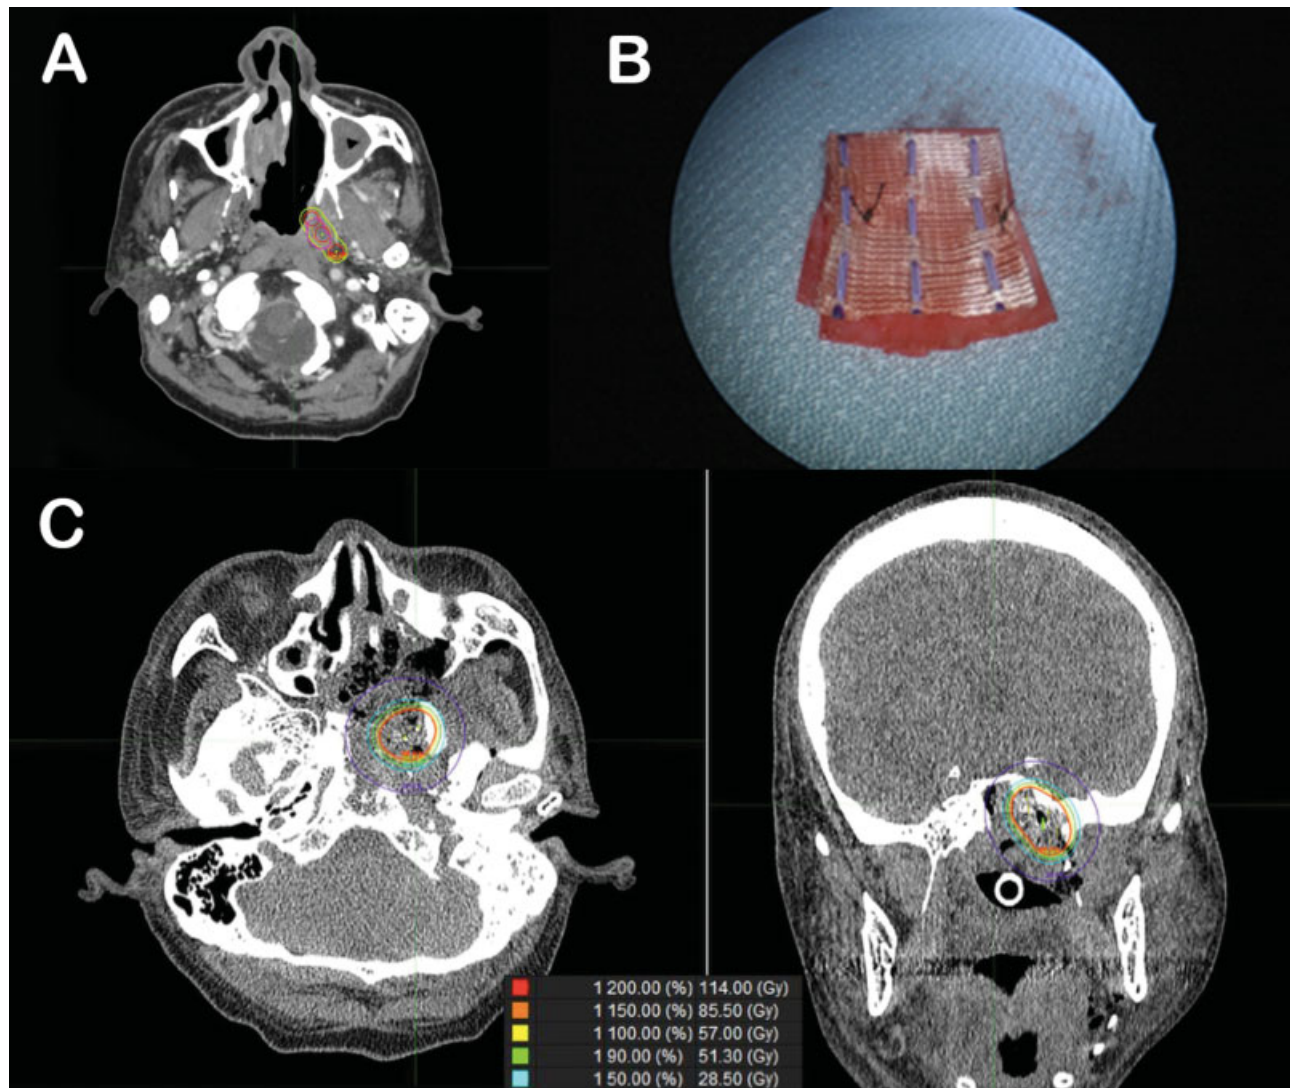 A
B
C
1 200.00 (%) 114.00 (Gy)
1 150.00 (%) 85.50 (Gy)
1 100.00 (%) 57.00 (Gy)
1 90.00 (%) 51.30 (Gy)
1 50.00 (%) 28.50 (Gy)